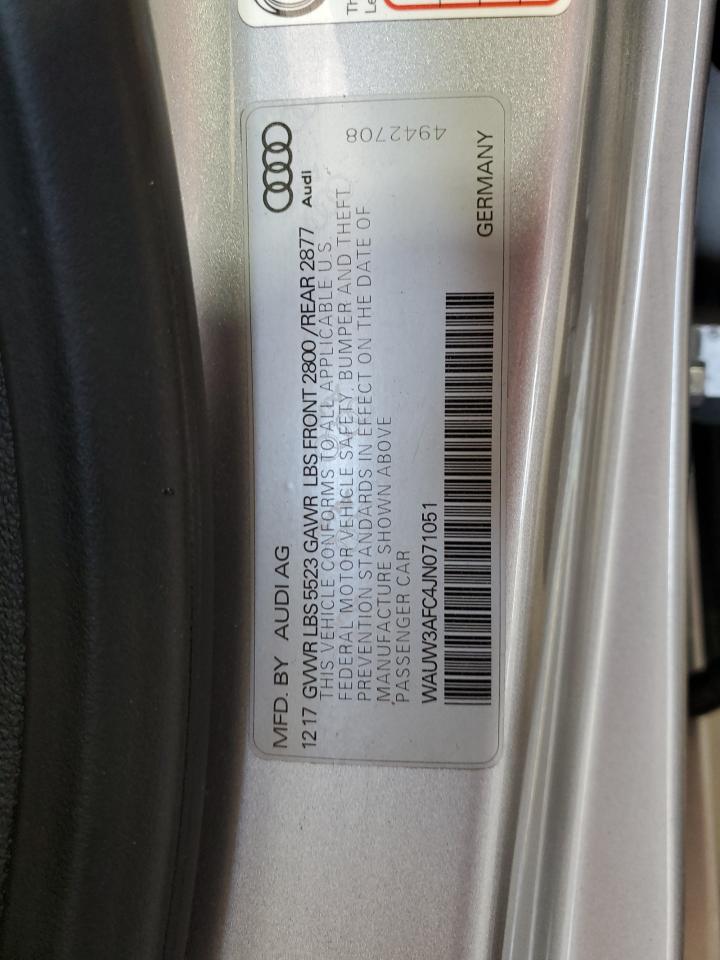 MFD. BY AUDI AG
Audi
12 17 GVWR LBS 5523 GAWR LBS FRONT 2800 /REAR 2877
THIS VEHICLE CONFORMS TO ALL APPLICABLE U.S.
FEDERAL MOTOR VEHICLE SAFETY, BUMPER AND THEFT
PREVENTION STANDARDS IN EFFECT ON THE DATE OF
MANUFACTURE SHOWN ABOVE
PASSENGER CAR
4942708
WAUW3AFC4JN071051
GERMANY